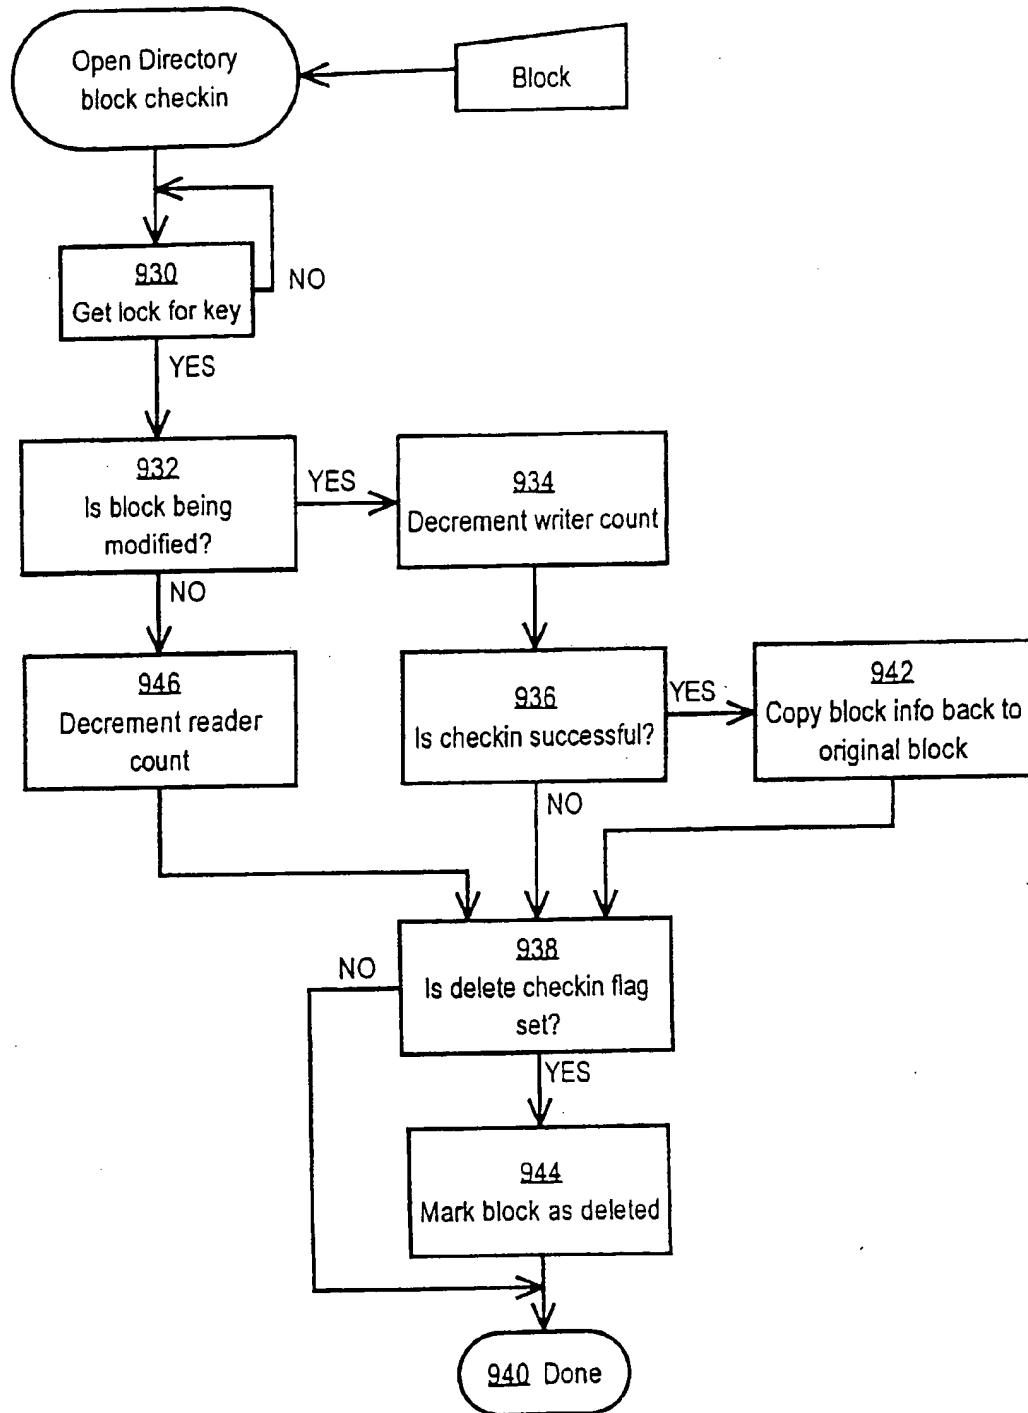 Open Directory
block checkin
Block
930
Get lock for key
NO
YES
932
Is block being
modified?
YES
934
Decrement writer count
NO
946
Decrement reader
count
936
Is checkin successful?
YES
942
Copy block info back to
original block
NO
938
Is delete checkin flag
set?
NO
YES
944
Mark block as deleted
940 Done